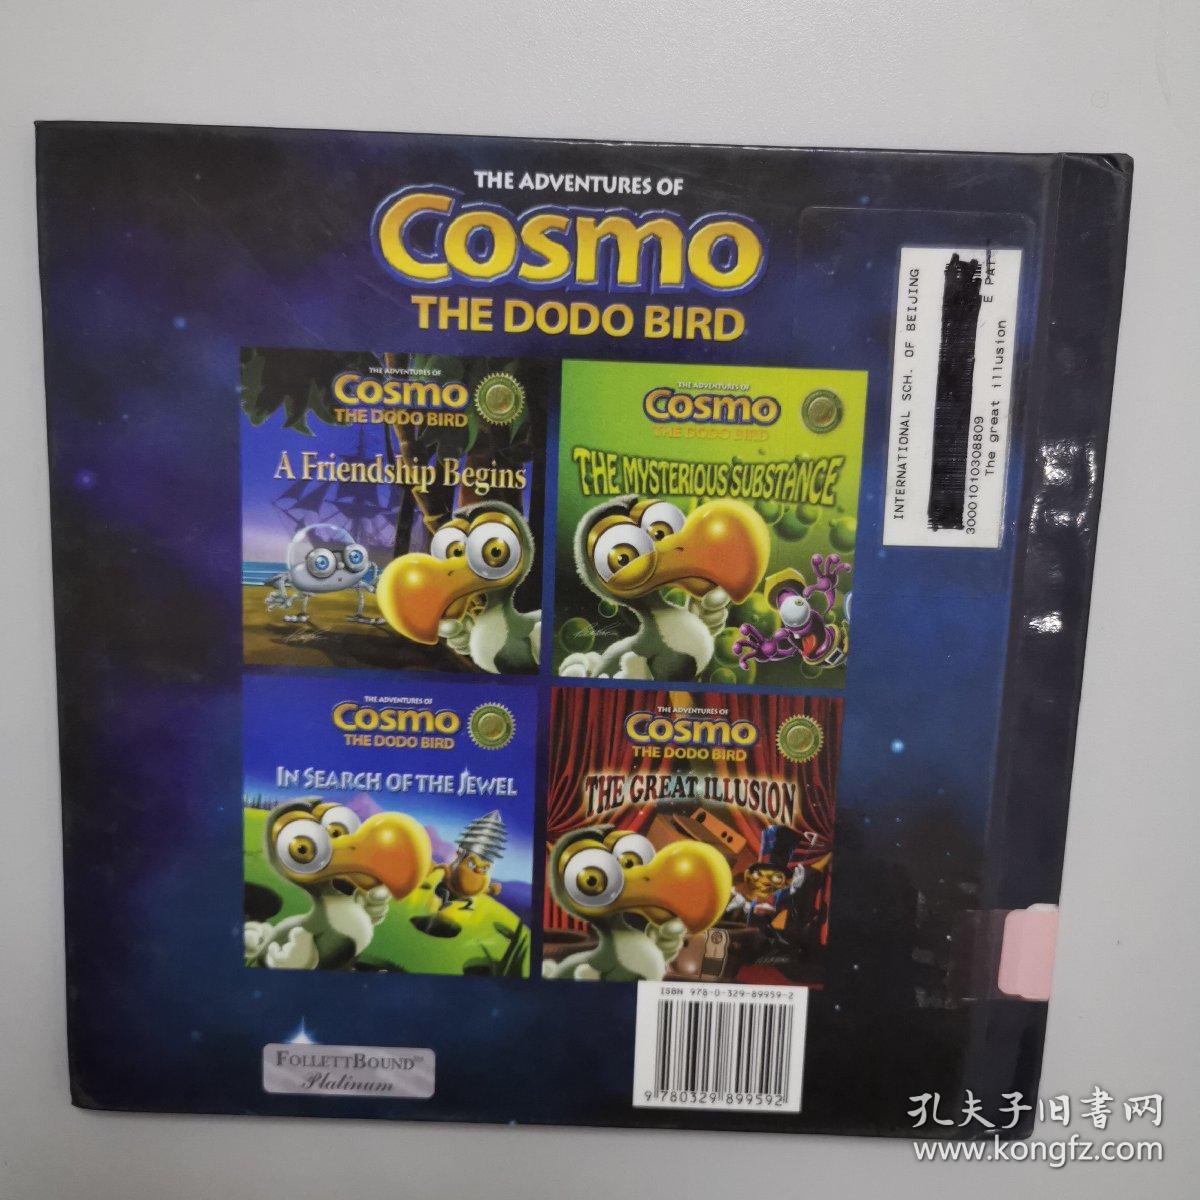 THE ADVENTURES OF
Cosmo
THE DODO BIRD
THE ADVENTURES OF
Cosmo
THE DODO BIRD
A Friendship Begins
THE ADVENTURES OF
Cosmo
THE DODO BIRD
THE MYSTERIOUS SUBSTANCE
THE ADVENTURES OF
Cosmo
THE DODO BIRD
IN SEARCH OF THE JEWEL
THE ADVENTURES OF
Cosmo
THE DODO BIRD
THE GREAT ILLUSION
INTERNATIONAL SCH. OF BEIJING
30001010308809
The great illusion
E PAT
ISBN 978-0-329-89959-2
9 780329 899592
FOLLETTBOUND™
Platinum
孔夫子旧書网
www.kongfz.com